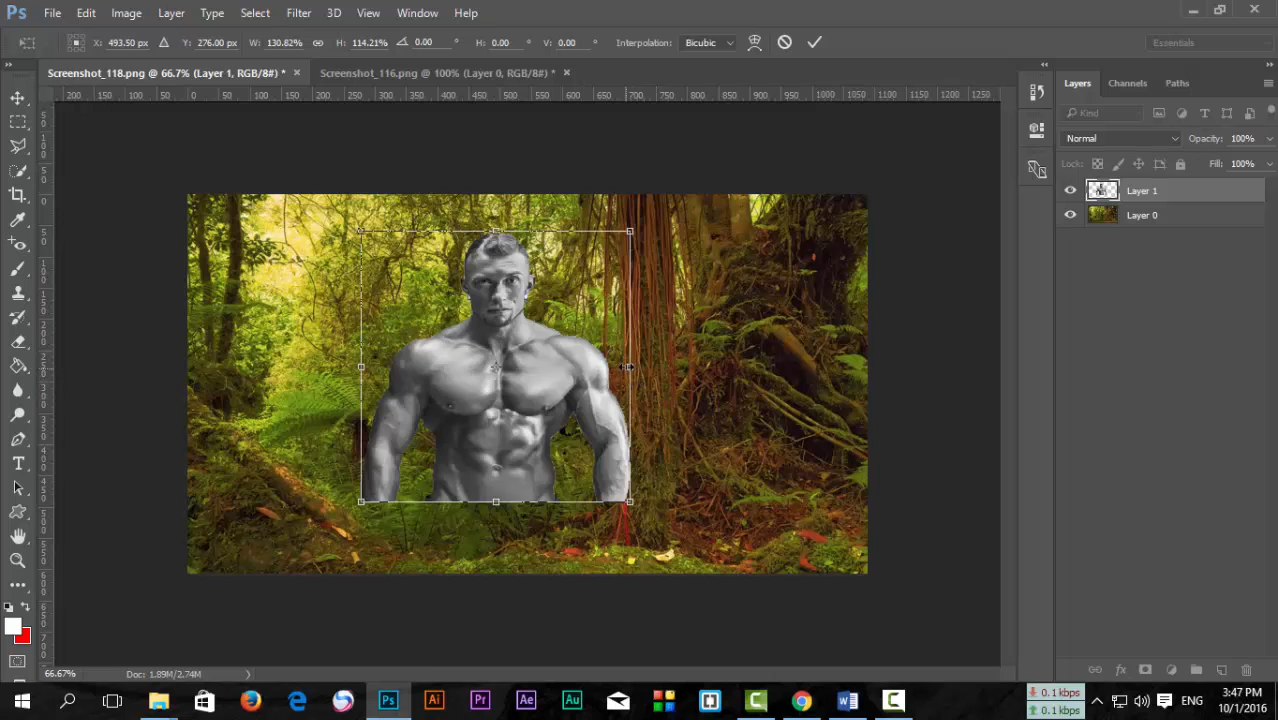 Ps File Edit Image Layer Type Select Filter 3D View Window Help
X: 493.50 px Y: 276.00 px W: 130.82% H: 114.21% 0.00 ° H: 0.00 ° V: 0.00 ° Interpolation: Bicubic Essentials
Screenshot_118.png @ 66.7% (Layer 1, RGB/8#) * Screenshot_116.png @ 100% (Layer 0, RGB/8#) *
200 150 100 50 0 50 100 150 200 250 300 350 400 450 500 550 600 650 700 750 800 850 900 950 1000 1050 1100 1150 1200 1250
Layers Channels Paths
Kind
Normal Opacity: 100%
Lock: Fill: 100%
Layer 1
Layer 0
66.67% Doc: 1.89M/2.74M
Ps Ai Pr Ae Au W C
0.1 kbps
0.1 kbps
ENG
3:47 PM
10/1/2016